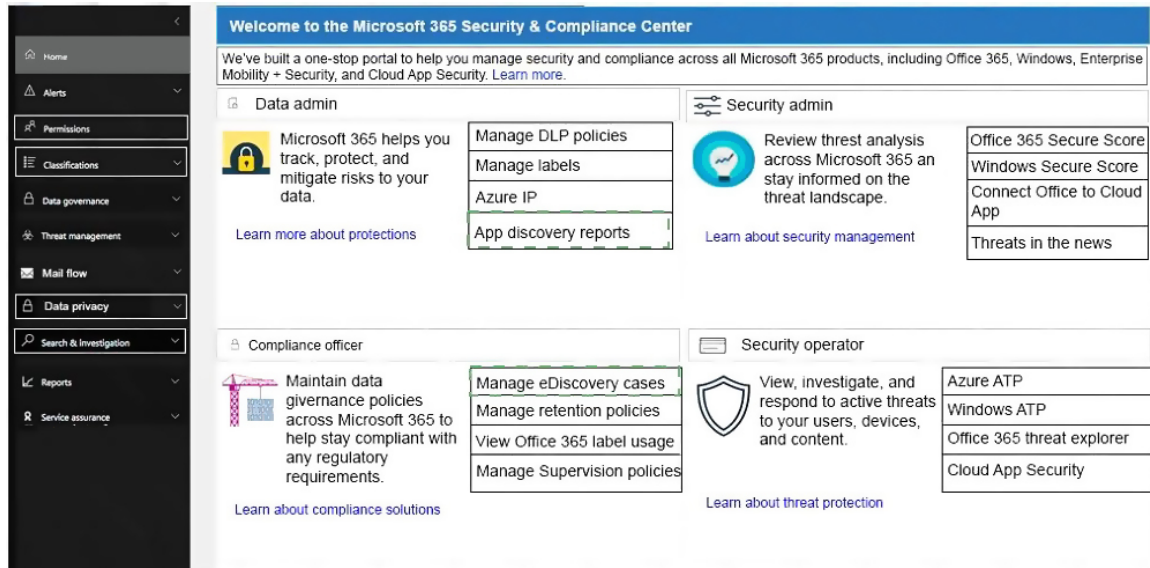 Welcome to the Microsoft 365 Security & Compliance Center
We've built a one-stop portal to help you manage security and compliance across all Microsoft 365 products, including Office 365, Windows, Enterprise
Mobility + Security, and Cloud App Security. Learn more.
Home
Alerts
Permissions
Classifications
Data governance
Threat management
Mail flow
Data privacy
Search & investigation
Reports
Service assurance
Data admin
Microsoft 365 helps you
track, protect, and
mitigate risks to your
data.
Learn more about protections
Manage DLP policies
Manage labels
Azure IP
App discovery reports
Security admin
Review threst analysis
across Microsoft 365 an
stay informed on the
threat landscape.
Learn about security management
Office 365 Secure Score
Windows Secure Score
Connect Office to Cloud
App
Threats in the news
Compliance officer
Maintain data
governance policies
across Microsoft 365 to
help stay compliant with
any regulatory
requirements.
Learn about compliance solutions
Manage eDiscovery cases
Manage retention policies
View Office 365 label usage
Manage Supervision policies
Security operator
View, investigate, and
respond to active threats
to your users, devices,
and content.
Learn about threat protection
Azure ATP
Windows ATP
Office 365 threat explorer
Cloud App Security